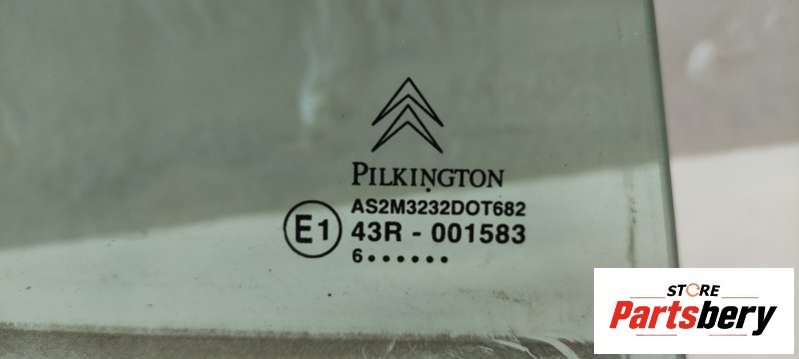 PILKINGTON
AS2M3232DOT682
E1
43R - 001583
6••••••
STORE
Partsbery